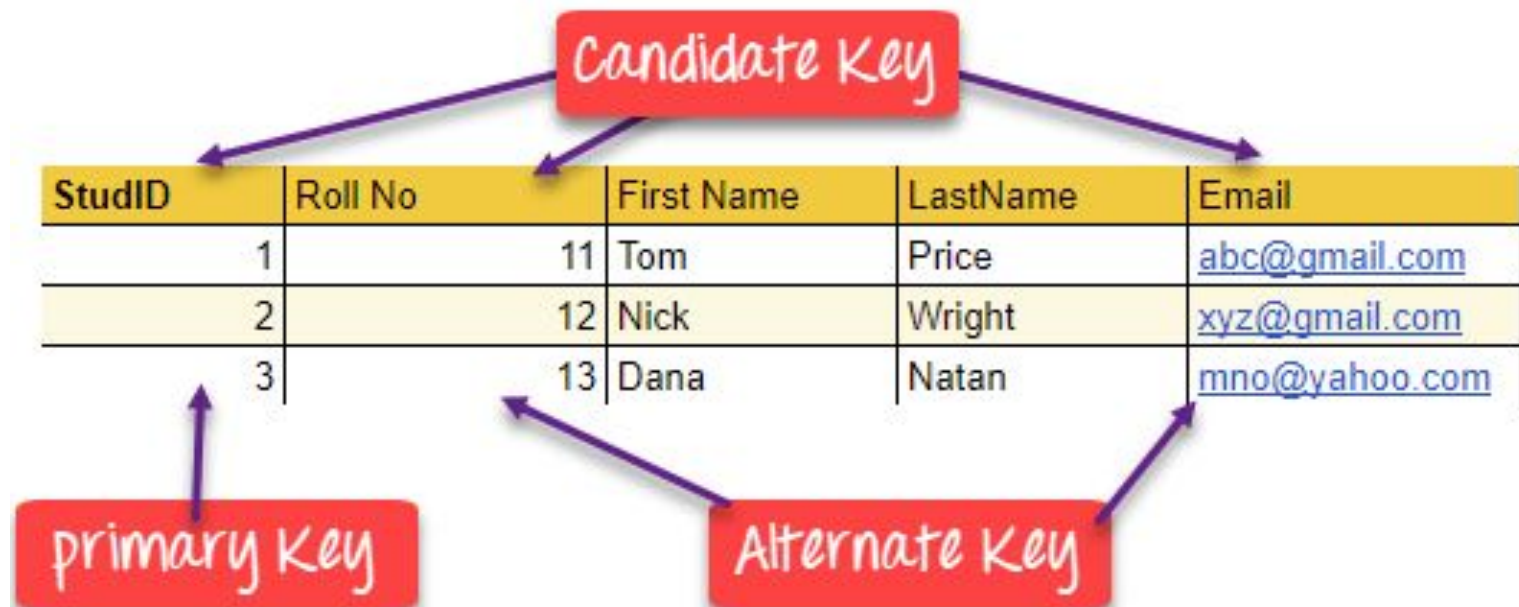 Candidate Key
StudID Roll No First Name LastName Email
1 11 Tom Price abc@gmail.com
2 12 Nick Wright xyz@gmail.com
3 13 Dana Natan mno@yahoo.com
primary Key Alternate Key